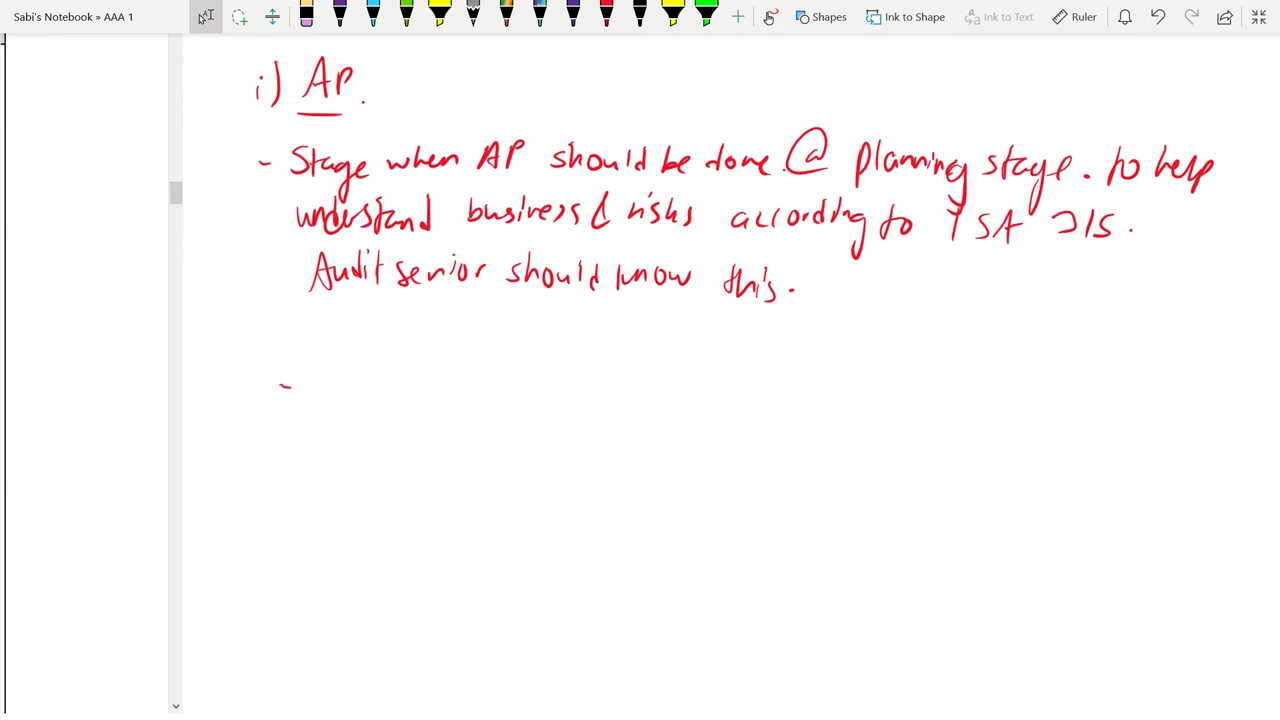 Sabi's Notebook » AAA 1
Shapes
Ink to Shape
Ink to Text
Ruler
i) AP.
- Stage when AP should be done @ planning stage. to help
understand business & risks according to ISA 315.
Audit senior should know this.
-